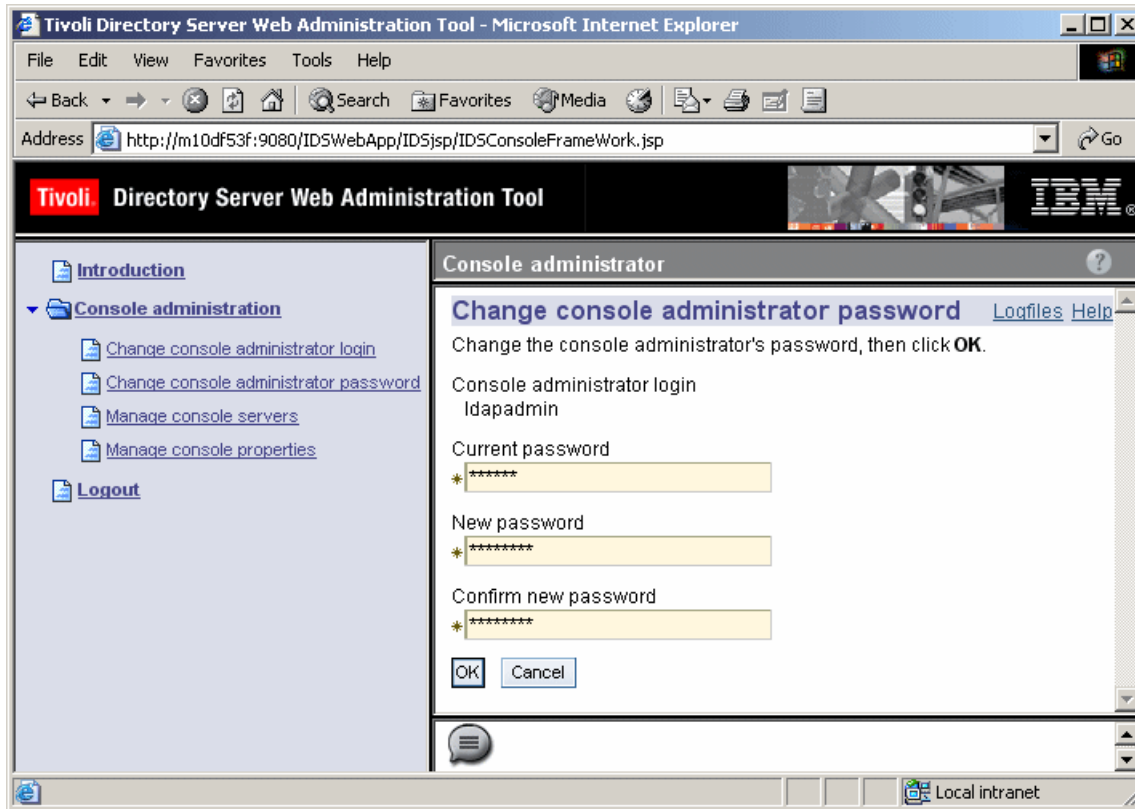 Tivoli Directory Server Web Administration Tool - Microsoft Internet Explorer
File Edit View Favorites Tools Help
Back Search Favorites Media
Address http://m10df53f:9080/IDSWebApp/IDSjsp/IDSConsoleFrameWork.jsp Go
Tivoli. Directory Server Web Administration Tool IBM®
Introduction
Console administration
Change console administrator login
Change console administrator password
Manage console servers
Manage console properties
Logout
Console administrator ?
Change console administrator password Logfiles Help
Change the console administrator's password, then click OK.
Console administrator login
ldapadmin
Current password
* ******
New password
* ********
Confirm new password
* ********
OK Cancel
Local intranet